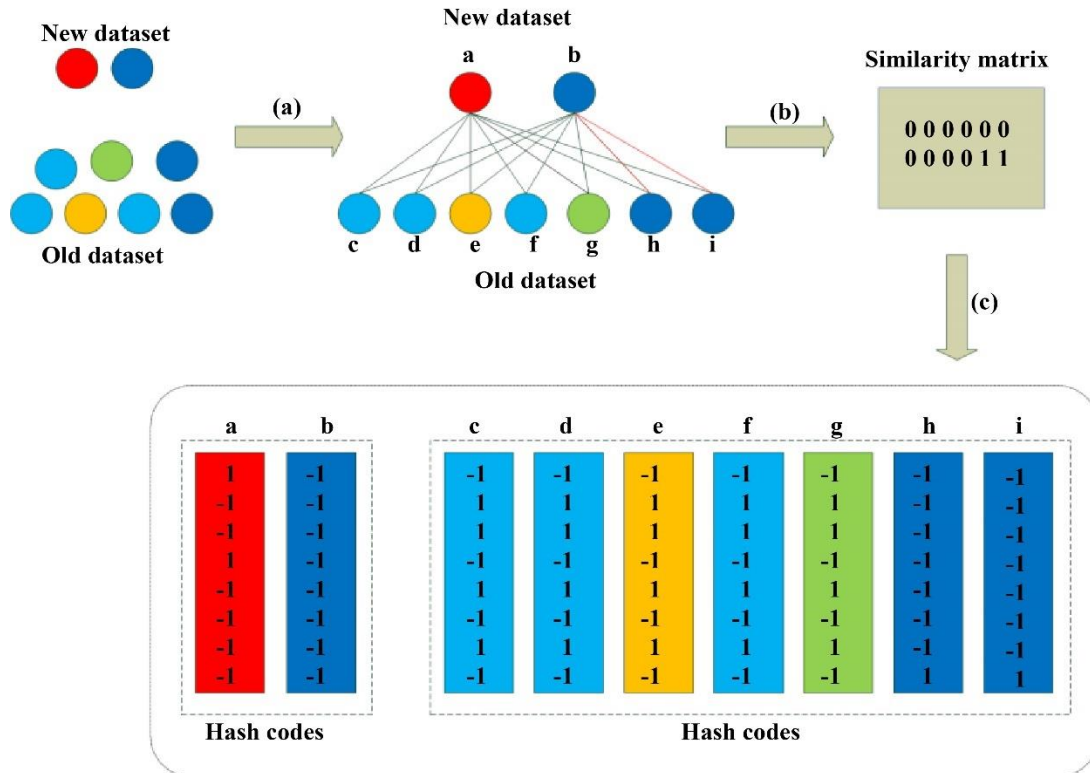 New dataset
Old dataset
(a)
New dataset
a b
c d e f g h i
Old dataset
(b)
Similarity matrix
0 0 0 0 0 0
0 0 0 0 1 1
(c)
a b c d e f g h i
1 -1 -1 -1 -1 -1 -1 -1 -1
-1 -1 1 1 1 1 1 -1 -1
-1 -1 1 1 1 1 1 -1 -1
1 -1 -1 -1 -1 -1 -1 -1 -1
-1 -1 1 1 1 1 1 -1 -1
-1 -1 -1 -1 -1 -1 -1 -1 -1
-1 -1 1 1 1 1 1 -1 -1
-1 -1 -1 -1 -1 -1 -1 1 1
Hash codes Hash codes